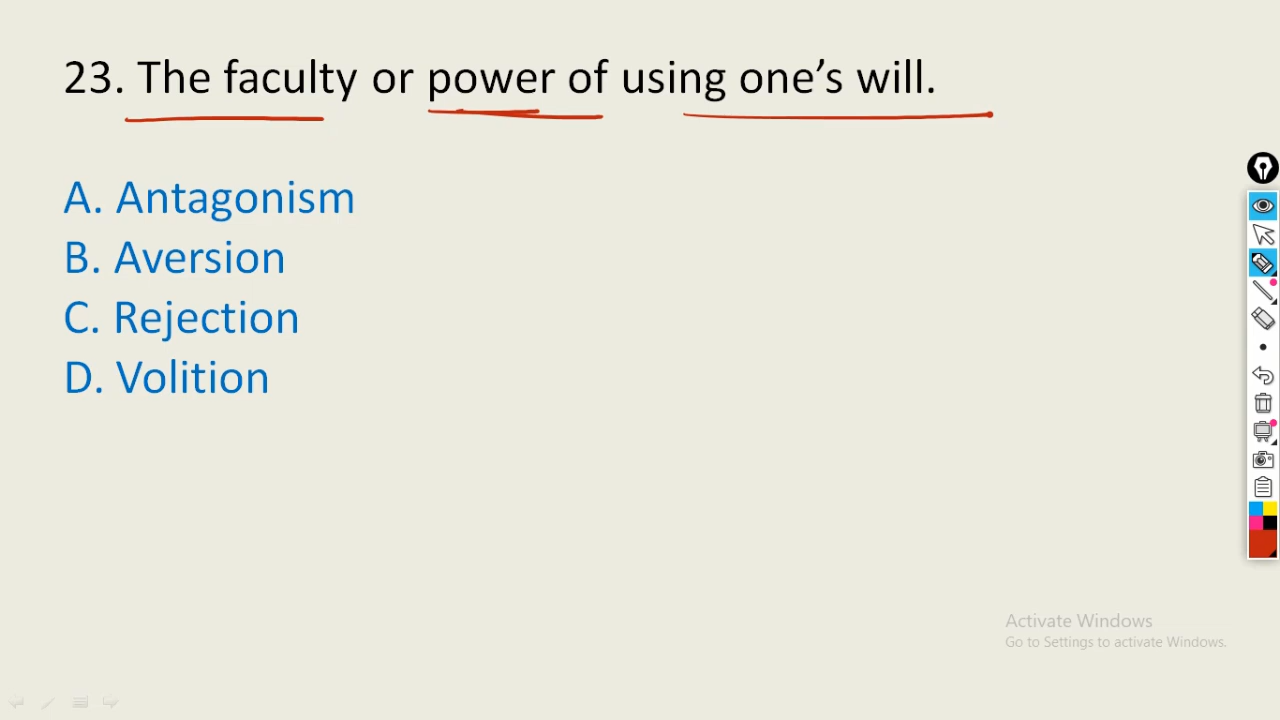 23. The faculty or power of using one’s will.
A. Antagonism
B. Aversion
C. Rejection
D. Volition
Activate Windows
Go to Settings to activate Windows.